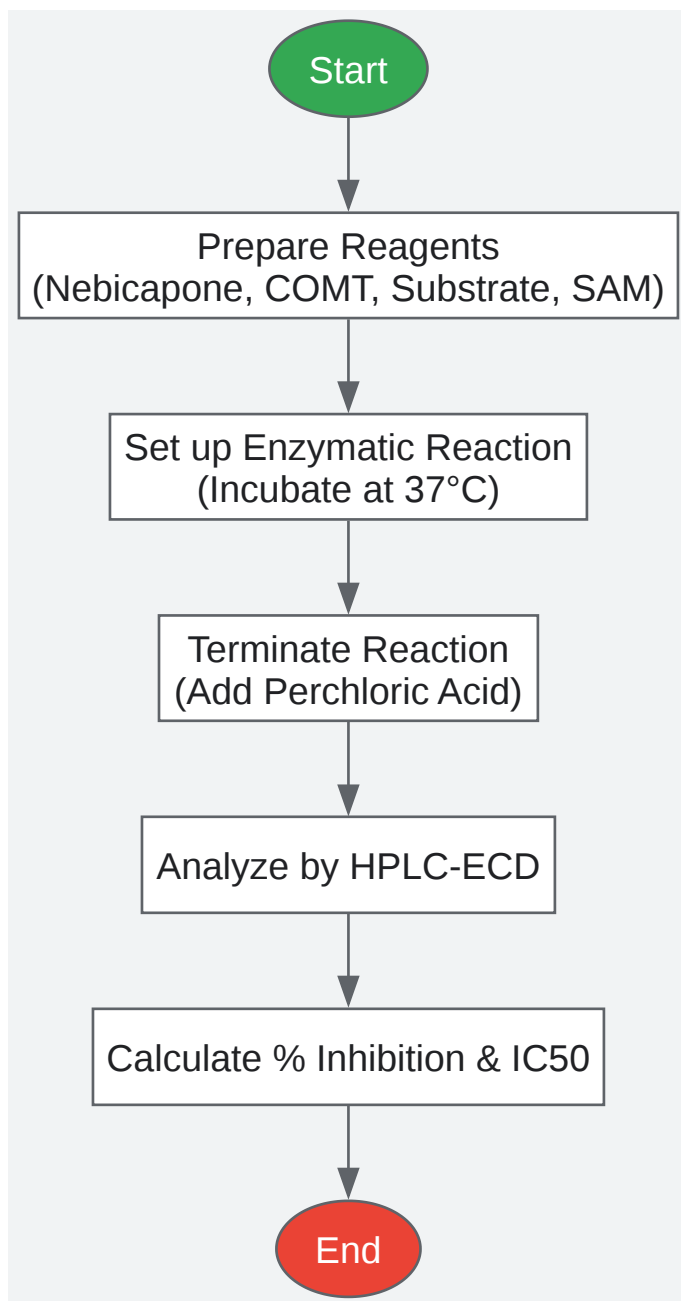 Start
Prepare Reagents
(Nebicapone, COMT, Substrate, SAM)
Set up Enzymatic Reaction
(Incubate at 37°C)
Terminate Reaction
(Add Perchloric Acid)
Analyze by HPLC-ECD
Calculate % Inhibition & IC50
End